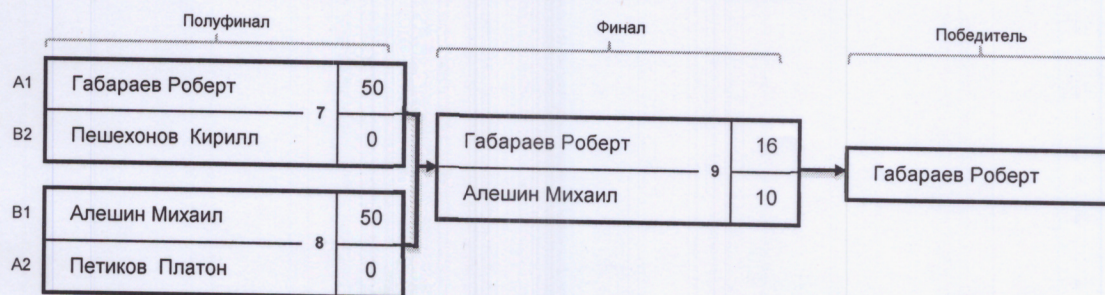 Полуфинал
Финал
Победитель
A1 Габараев Роберт 50
7
B2 Пешехонов Кирилл 0
Габараев Роберт 16
9
Алешин Михаил 10
Габараев Роберт
B1 Алешин Михаил 50
8
A2 Петиков Платон 0